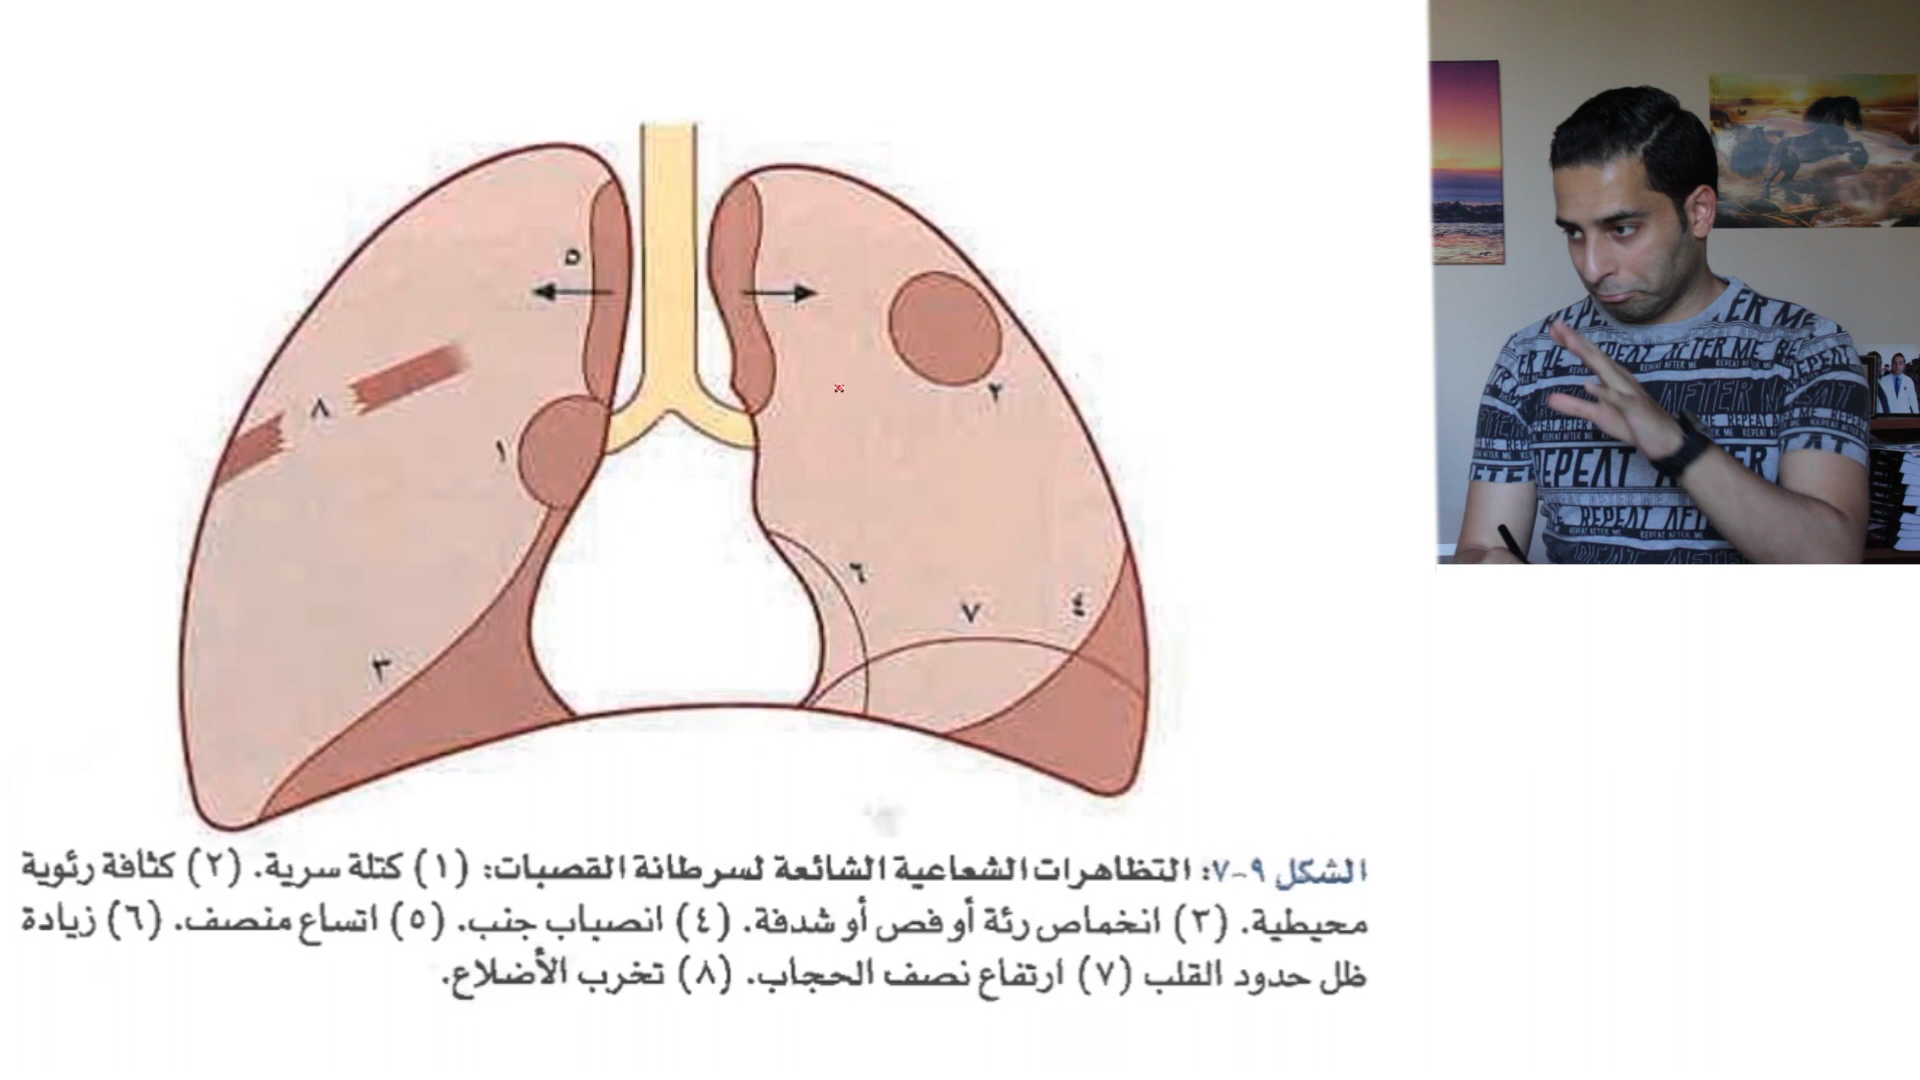 ٥
٨
١
٢
٦
٧
٤
٣
الشكل ٩-٧: التظاهرات الشعاعية الشائعة لسرطانة القصبات: (١) كتلة سرية. (٢) كثافة رئوية
محيطية. (٣) انخماص رئة أو فص أو شدفة. (٤) انصباب جنب. (٥) اتساع منصف. (٦) زيادة
ظل حدود القلب (٧) ارتفاع نصف الحجاب. (٨) تخرب الأضلاع.
REPEAT AFTER ME
REPEAT